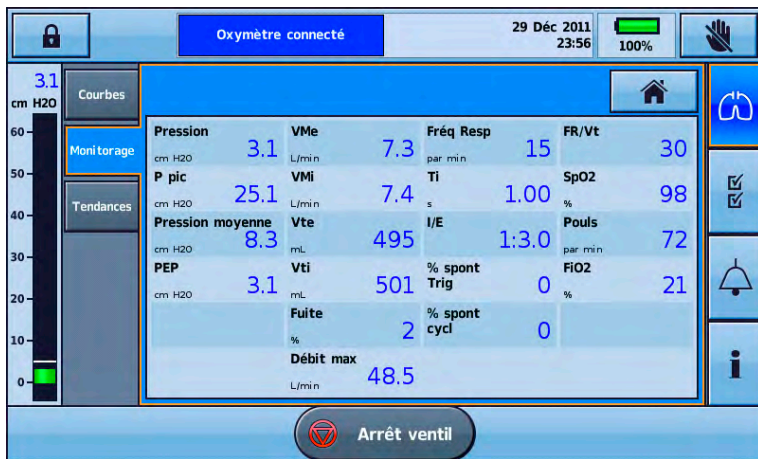 Oxymètre connecté
29 Déc 2011
23:56
100%
3.1
cm H2O
60
50
40
30
20
10
0
Courbes
Monitorage
Tendances
Pression
cm H2O 3.1
VMe
L/min 7.3
Fréq Resp
par min 15
FR/Vt
30
P pic
cm H2O 25.1
VMi
L/min 7.4
Ti
s 1.00
SpO2
% 98
Pression moyenne
cm H2O 8.3
Vte
mL 495
I/E
1:3.0
Pouls
par min 72
PEP
cm H2O 3.1
Vti
mL 501
% spont
Trig 0
FiO2
% 21
Fuite
% 2
% spont
cycl 0
Débit max
L/min 48.5
Arrêt ventil